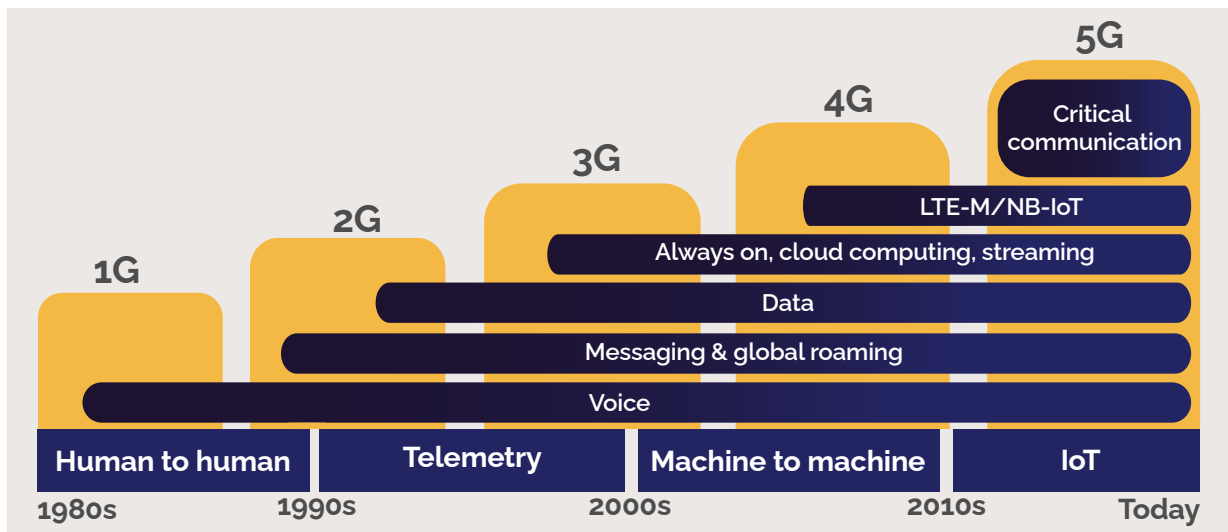 5G
4G
3G
2G
1G
Critical
communication
LTE-M/NB-IoT
Always on, cloud computing, streaming
Data
Messaging & global roaming
Voice
Human to human
Telemetry
Machine to machine
IoT
1980s
1990s
2000s
2010s
Today